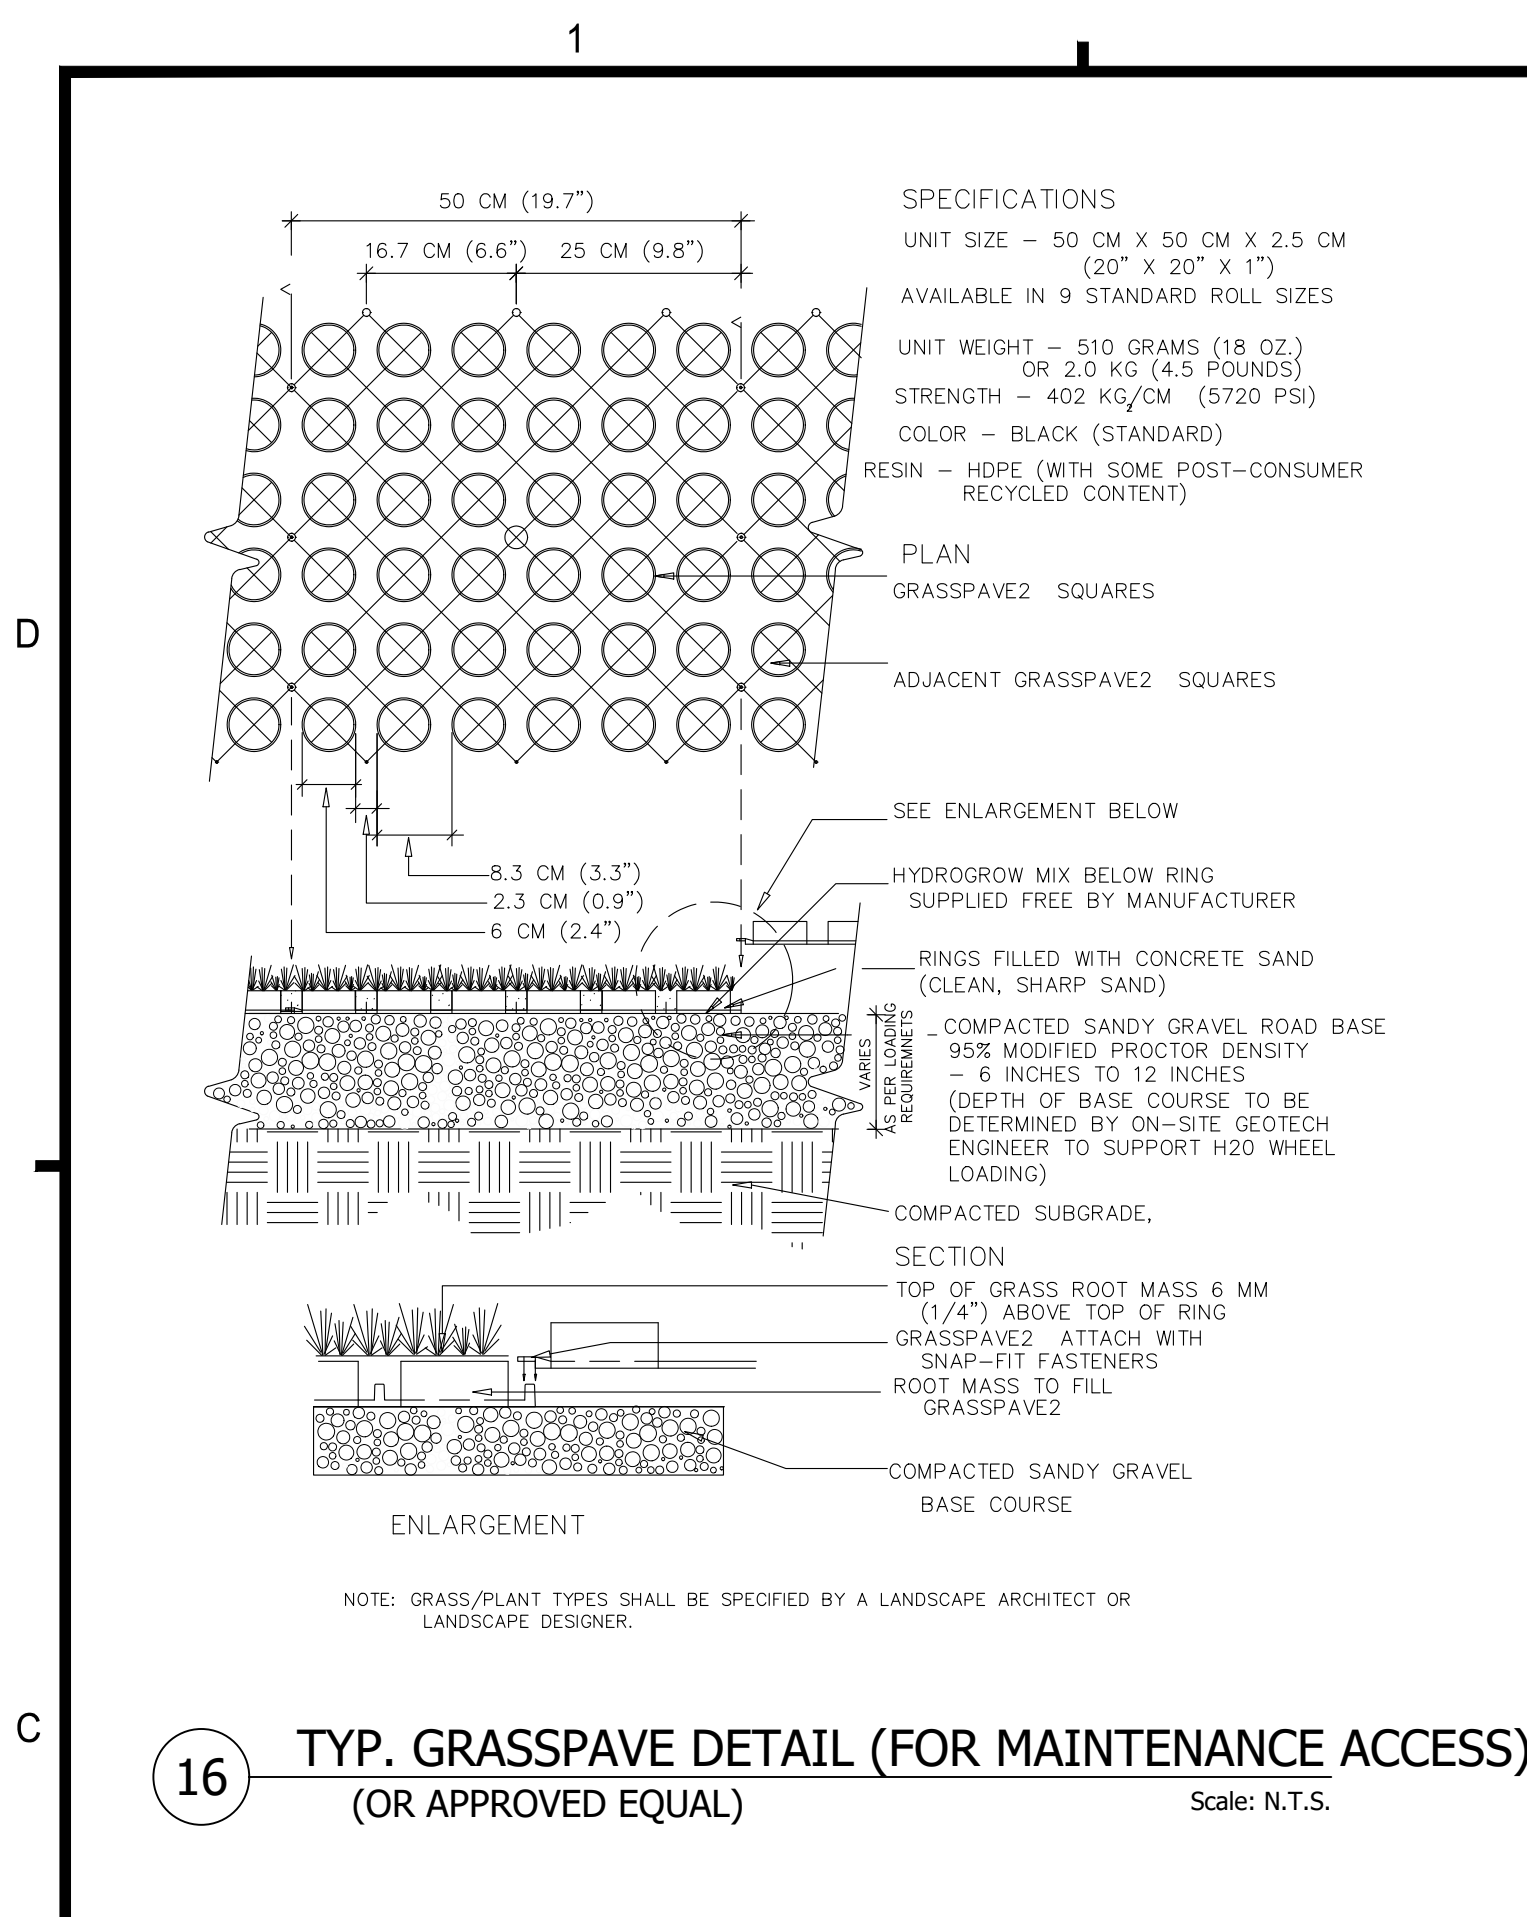 1
50 CM (19.7")
16.7 CM (6.6")
25 CM (9.8")
SPECIFICATIONS
UNIT SIZE – 50 CM X 50 CM X 2.5 CM
(20" X 20" X 1")
AVAILABLE IN 9 STANDARD ROLL SIZES
UNIT WEIGHT – 510 GRAMS (18 OZ.)
OR 2.0 KG (4.5 POUNDS)
STRENGTH – 402 KG/CM2 (5720 PSI)
COLOR – BLACK (STANDARD)
RESIN – HDPE (WITH SOME POST–CONSUMER
RECYCLED CONTENT)
PLAN
GRASSPAVE2 SQUARES
D
ADJACENT GRASSPAVE2 SQUARES
SEE ENLARGEMENT BELOW
8.3 CM (3.3")
2.3 CM (0.9")
6 CM (2.4")
HYDROGROW MIX BELOW RING
SUPPLIED FREE BY MANUFACTURER
RINGS FILLED WITH CONCRETE SAND
(CLEAN, SHARP SAND)
VARIES
AS PER LOADING
REQUIREMNETS
COMPACTED SANDY GRAVEL ROAD BASE
95% MODIFIED PROCTOR DENSITY
– 6 INCHES TO 12 INCHES
(DEPTH OF BASE COURSE TO BE
DETERMINED BY ON–SITE GEOTECH
ENGINEER TO SUPPORT H20 WHEEL
LOADING)
COMPACTED SUBGRADE,
SECTION
TOP OF GRASS ROOT MASS 6 MM
(1/4") ABOVE TOP OF RING
GRASSPAVE2 ATTACH WITH
SNAP–FIT FASTENERS
ROOT MASS TO FILL
GRASSPAVE2
COMPACTED SANDY GRAVEL
BASE COURSE
ENLARGEMENT
NOTE: GRASS/PLANT TYPES SHALL BE SPECIFIED BY A LANDSCAPE ARCHITECT OR
LANDSCAPE DESIGNER.
C
16
TYP. GRASSPAVE DETAIL (FOR MAINTENANCE ACCESS)
(OR APPROVED EQUAL)
Scale: N.T.S.